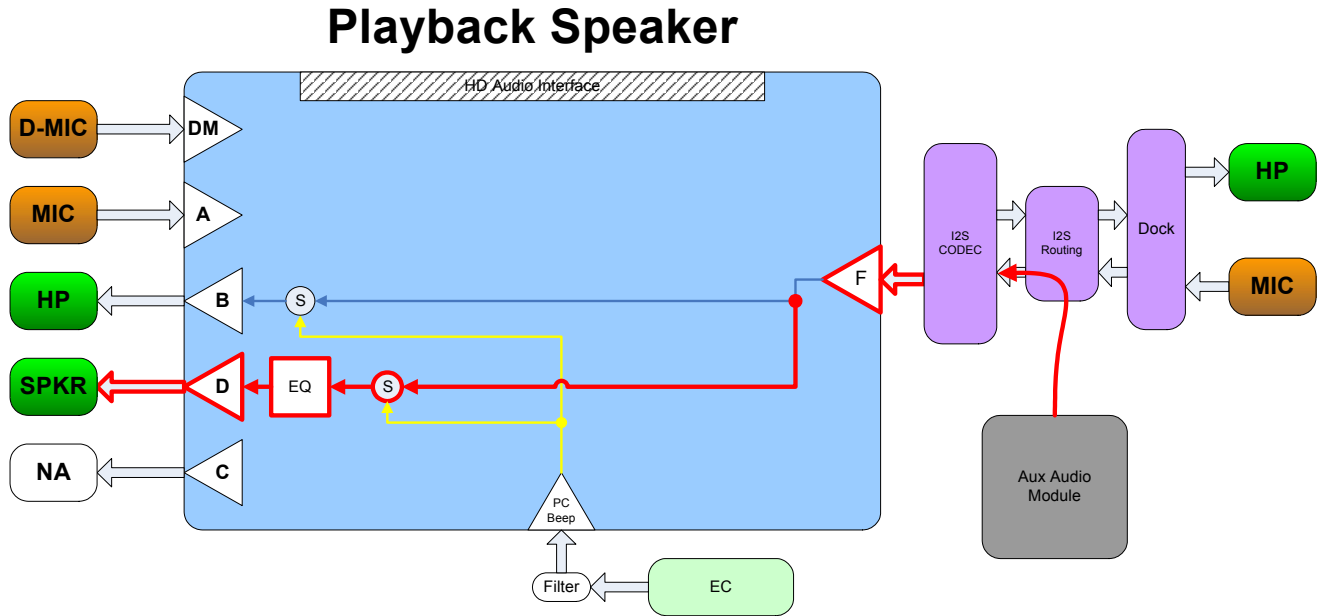 Playback Speaker
HD Audio Interface
D-MIC
DM
MIC
A
HP
B
S
SPKR
D
EQ
S
NA
C
PC
Beep
Filter
EC
F
I2S
CODEC
I2S
Routing
Dock
HP
MIC
Aux Audio
Module